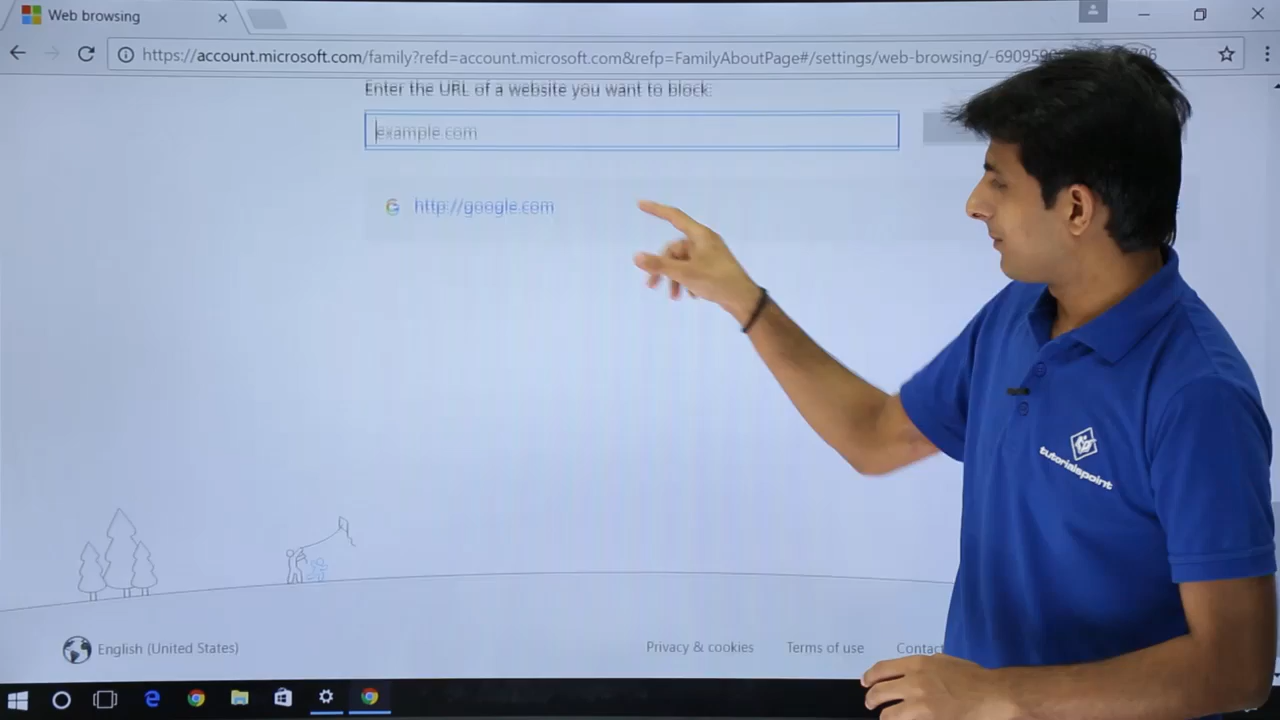 Web browsing
https://account.microsoft.com/family?refd=account.microsoft.com&refp=FamilyAboutPage#/settings/web-browsing/
Enter the URL of a website you want to block:
example.com
http://google.com
tutorialspoint
English (United States)
Privacy & cookies
Terms of use